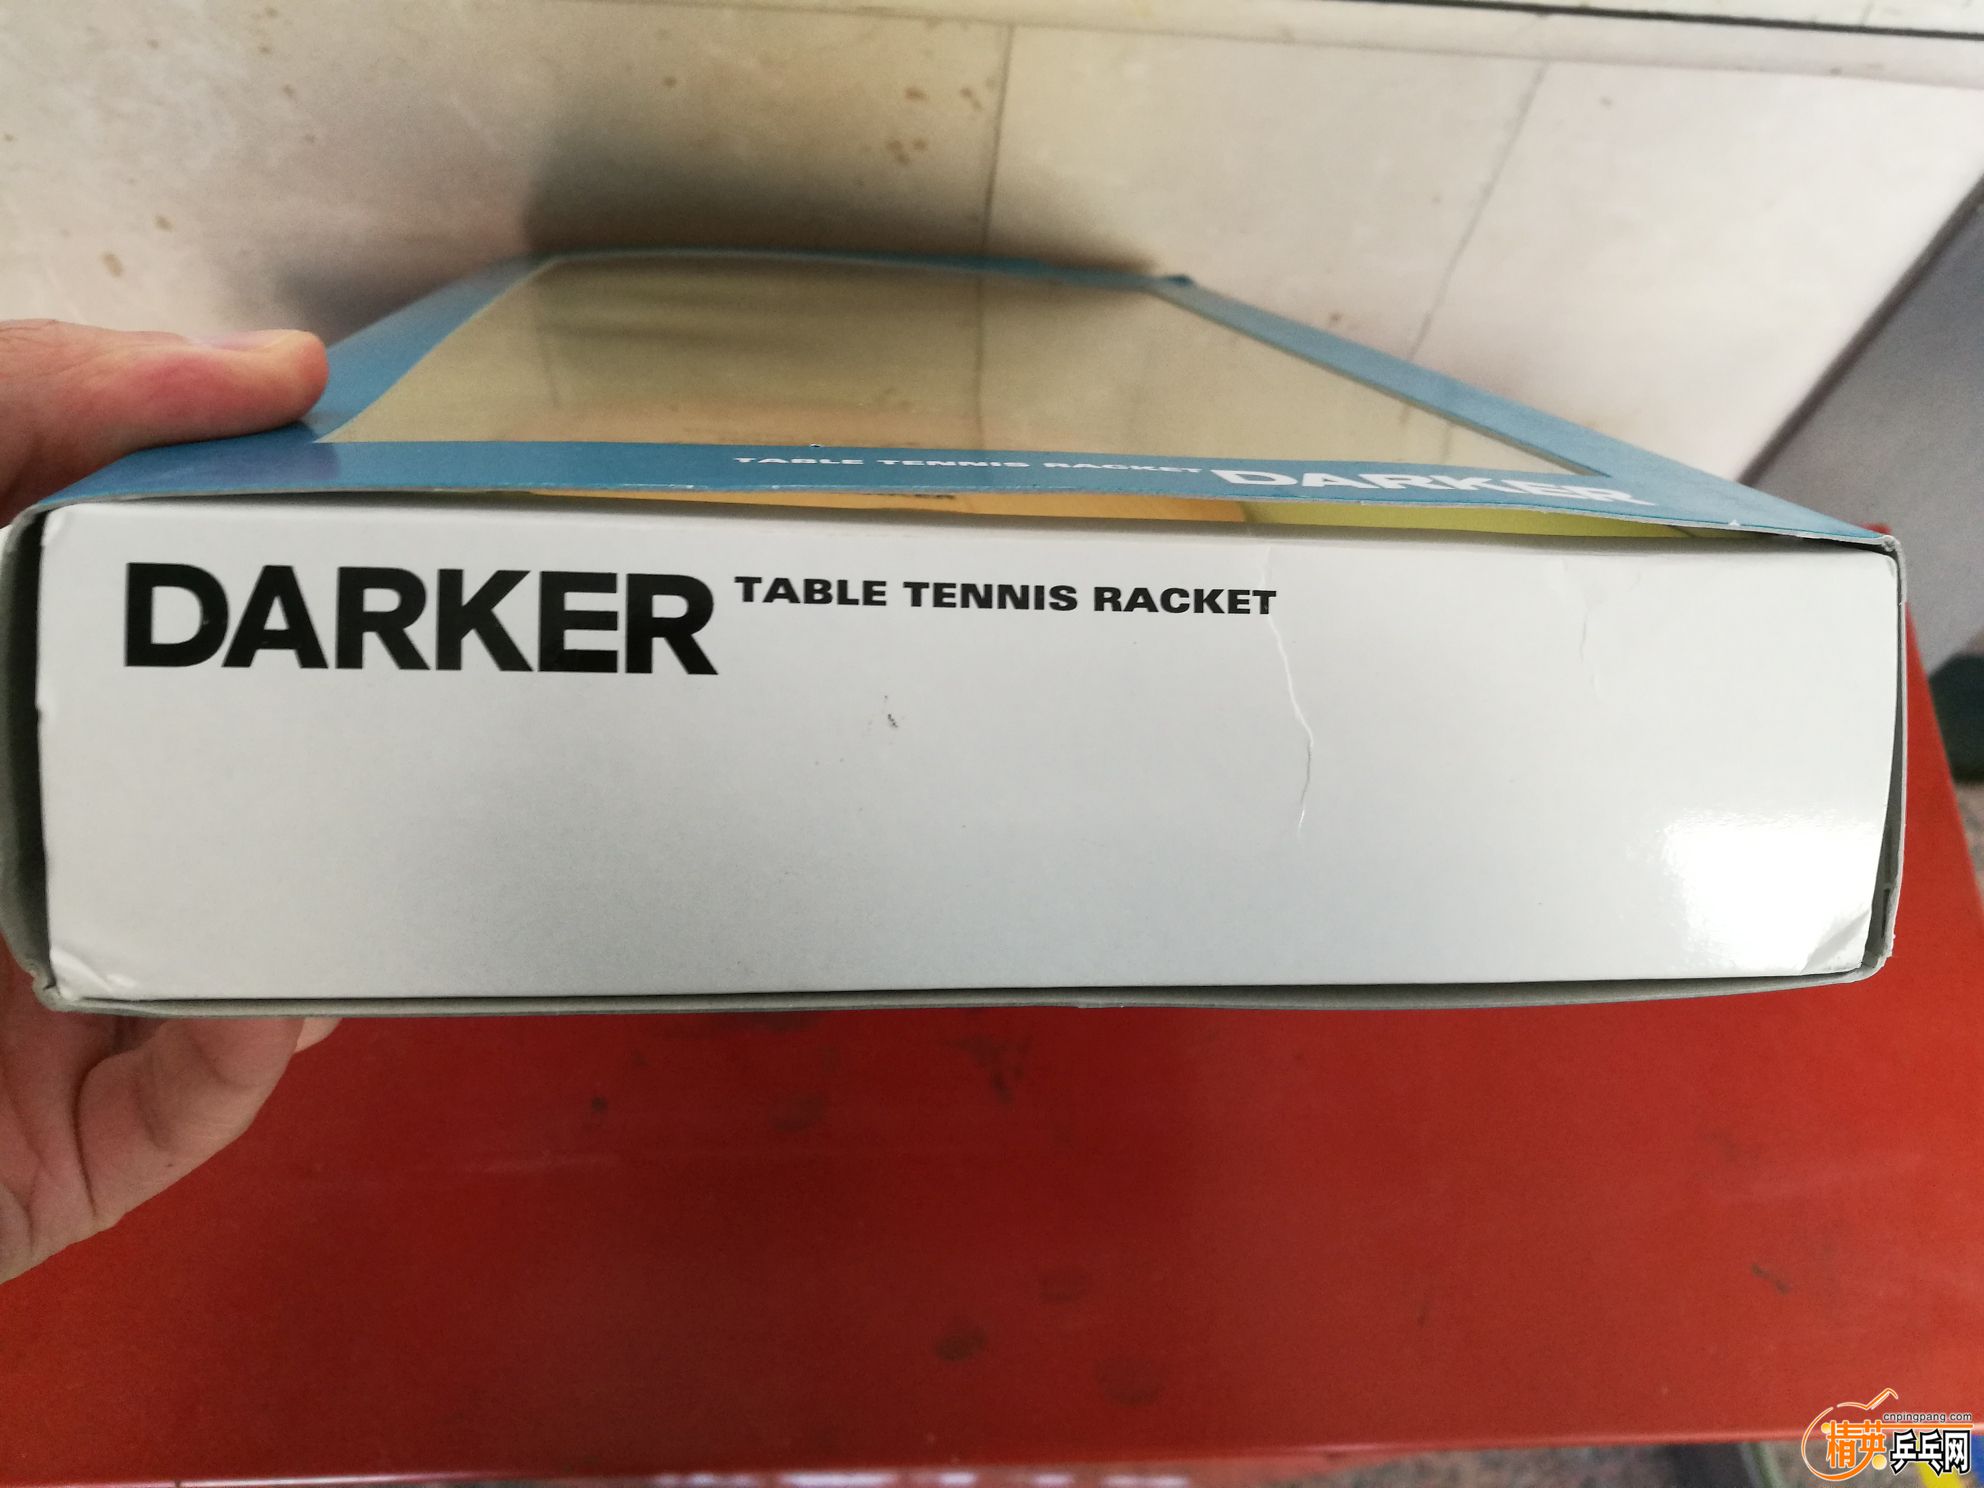 TABLE TENNIS RACKET DARKER
DARKER TABLE TENNIS RACKET
cnpingpang.com
精英乒乓网